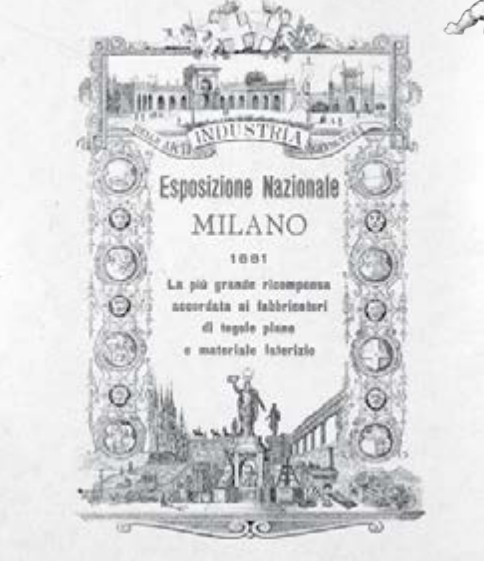 INDUSTRIA
Esposizione Nazionale
MILANO
1881
La più grande ricompensa
accordata ai fabbricatori
di tegole piane
e materiale laterizio